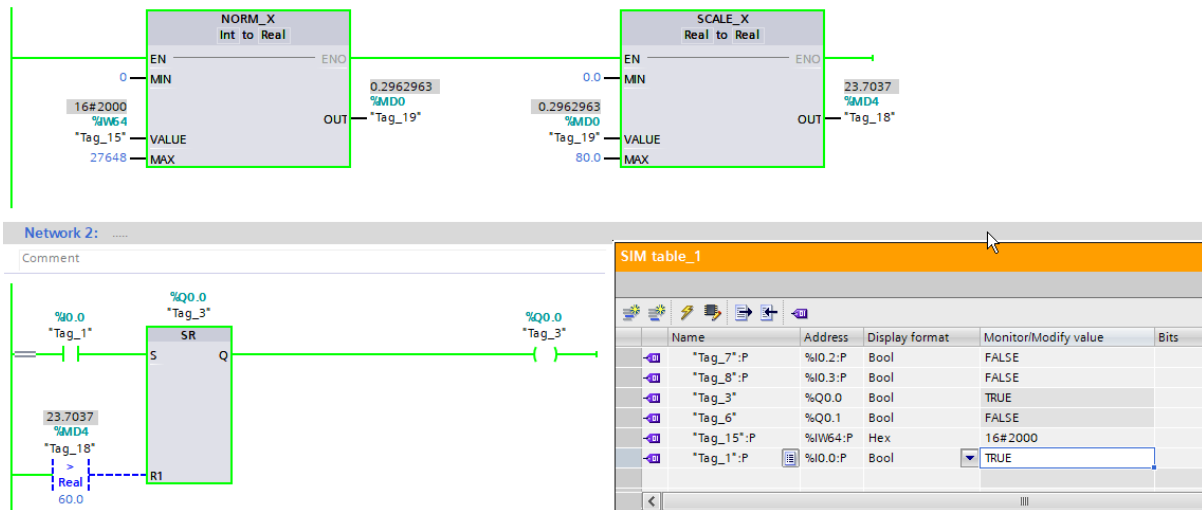 NORM_X
Int to Real
EN
ENO
0
MIN
16#2000
%IW64
"Tag_15"
VALUE
27648
MAX
0.2962963
%MD0
OUT
"Tag_19"
SCALE_X
Real to Real
EN
ENO
0.0
MIN
0.2962963
%MD0
"Tag_19"
VALUE
80.0
MAX
23.7037
%MD4
OUT
"Tag_18"
Network 2: .....
Comment
%I0.0
"Tag_1"
%Q0.0
"Tag_3"
SR
S
Q
%Q0.0
"Tag_3"
23.7037
%MD4
"Tag_18"
>
Real
60.0
R1
SIM table_1
Name Address Display format Monitor/Modify value Bits
"Tag_7":P %I0.2:P Bool FALSE
"Tag_8":P %I0.3:P Bool FALSE
"Tag_3" %Q0.0 Bool TRUE
"Tag_6" %Q0.1 Bool FALSE
"Tag_15":P %IW64:P Hex 16#2000
"Tag_1":P %I0.0:P Bool TRUE